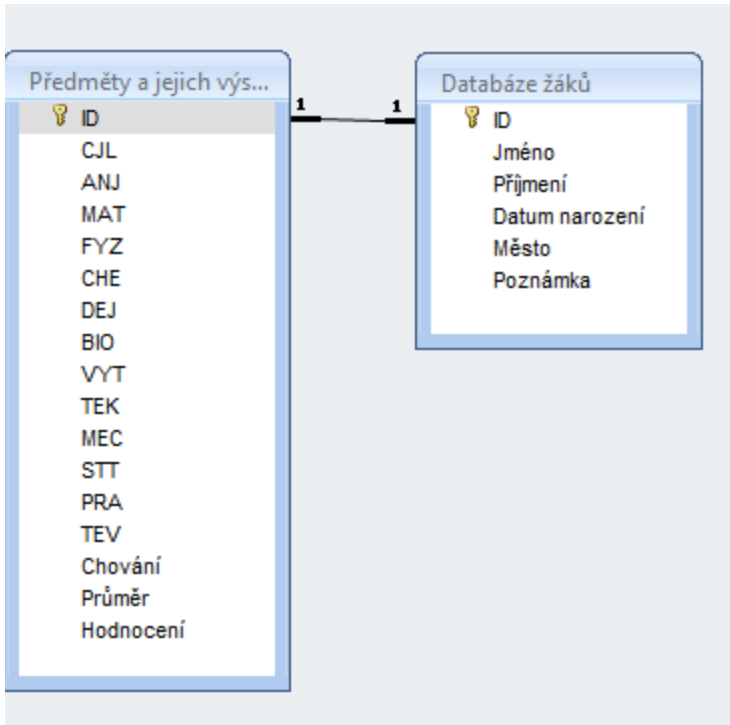 Předměty a jejich výs...
ID
CJL
ANJ
MAT
FYZ
CHE
DEJ
BIO
VYT
TEK
MEC
STT
PRA
TEV
Chování
Průměr
Hodnocení
1
1
Databáze žáků
ID
Jméno
Příjmení
Datum narození
Město
Poznámka